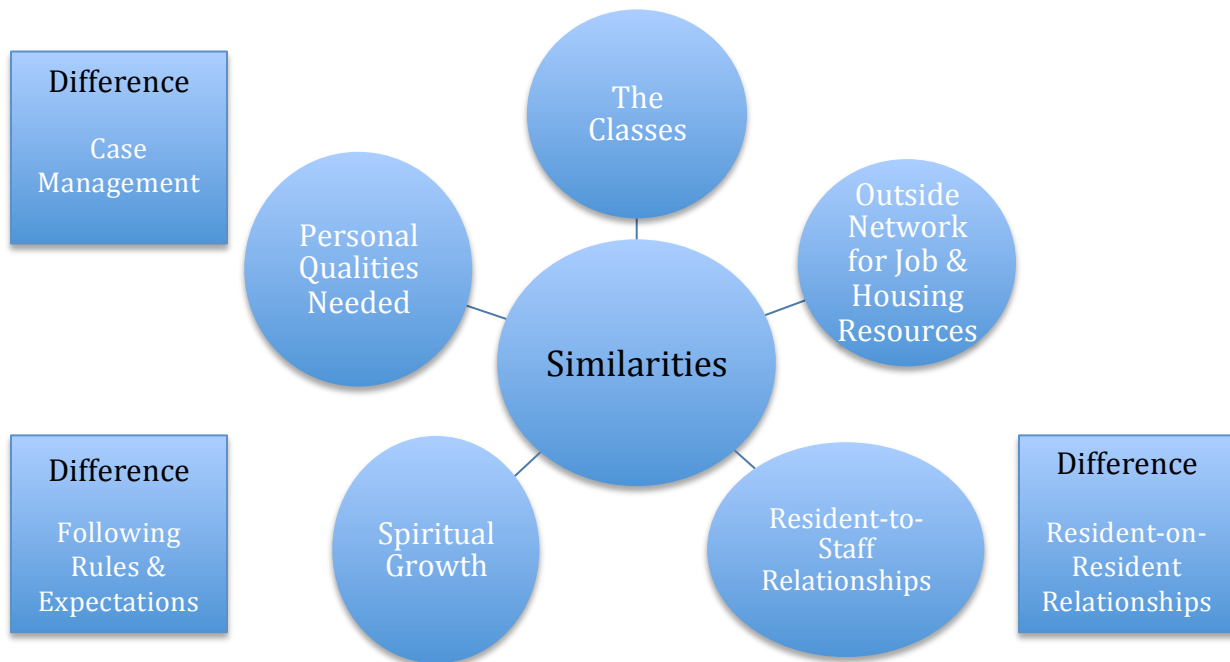 Difference
Case
Management
The
Classes
Personal
Qualities
Needed
Outside
Network
for Job &
Housing
Resources
Similarities
Difference
Following
Rules &
Expectations
Spiritual
Growth
Resident-to-
Staff
Relationships
Difference
Resident-on-
Resident
Relationships